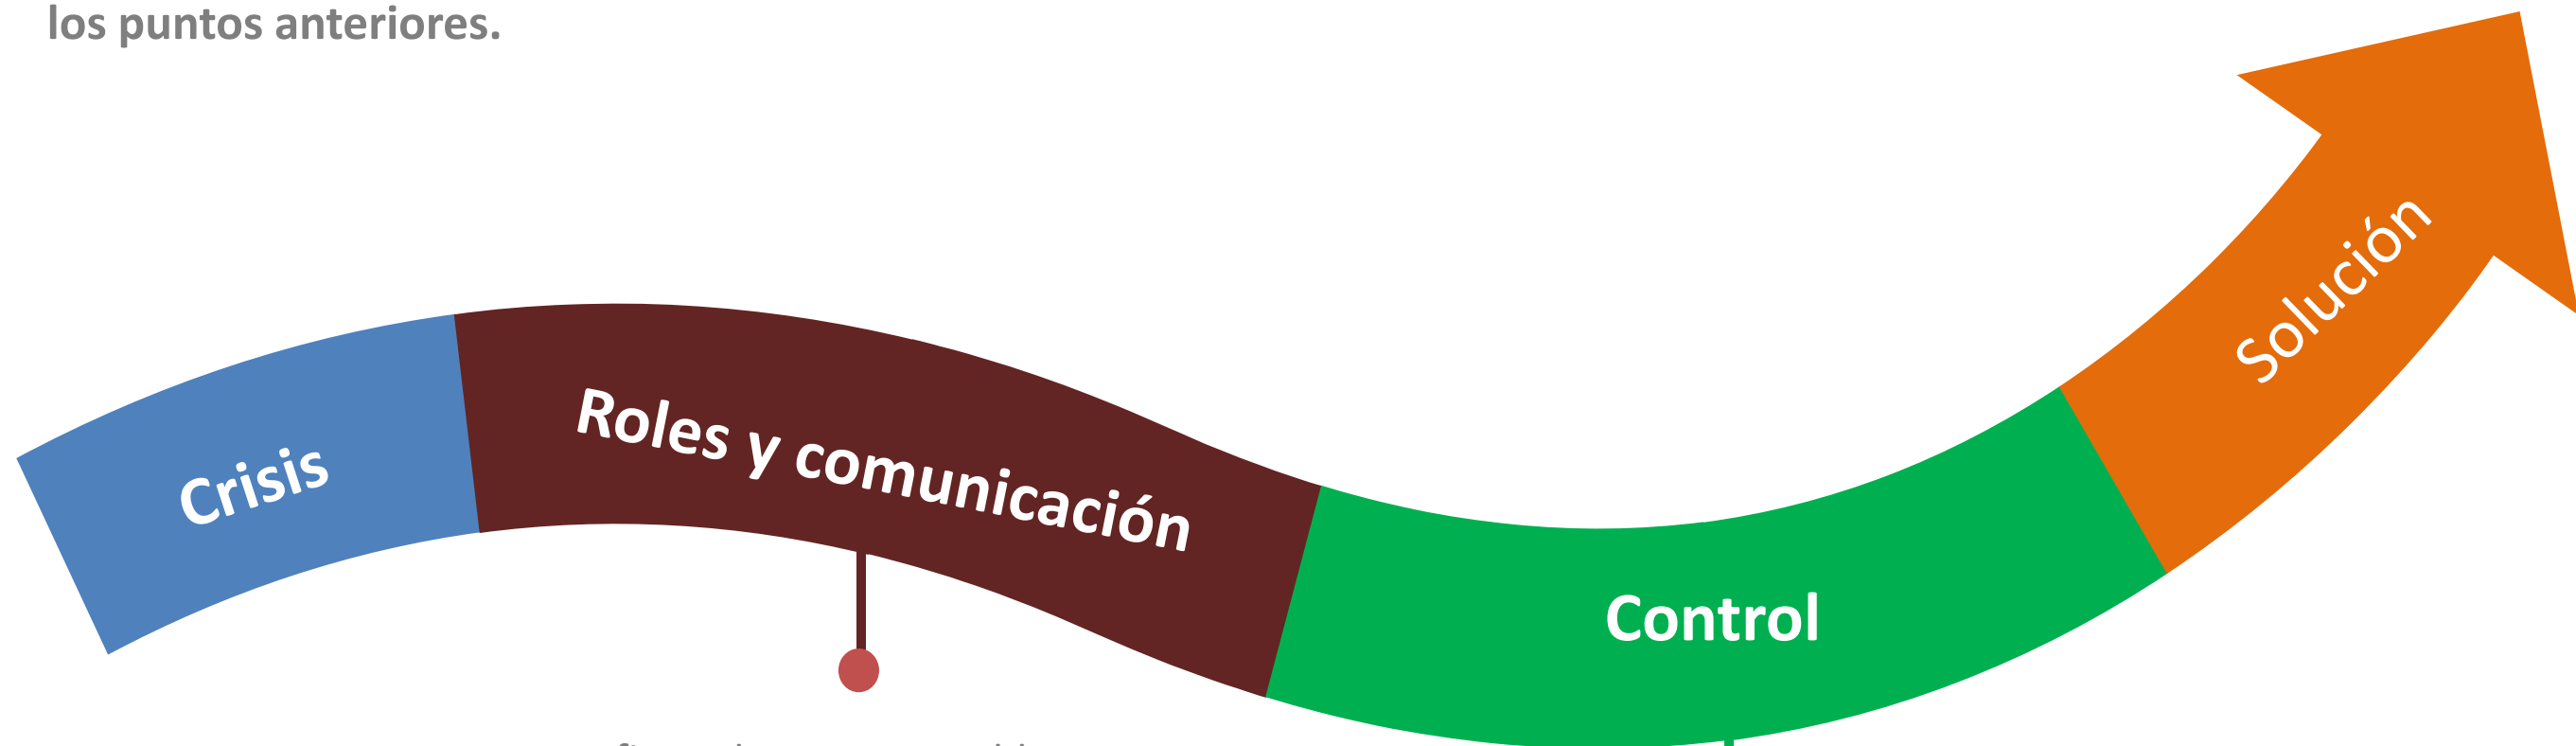 los puntos anteriores.
Crisis
Roles y comunicación
Control
Solución